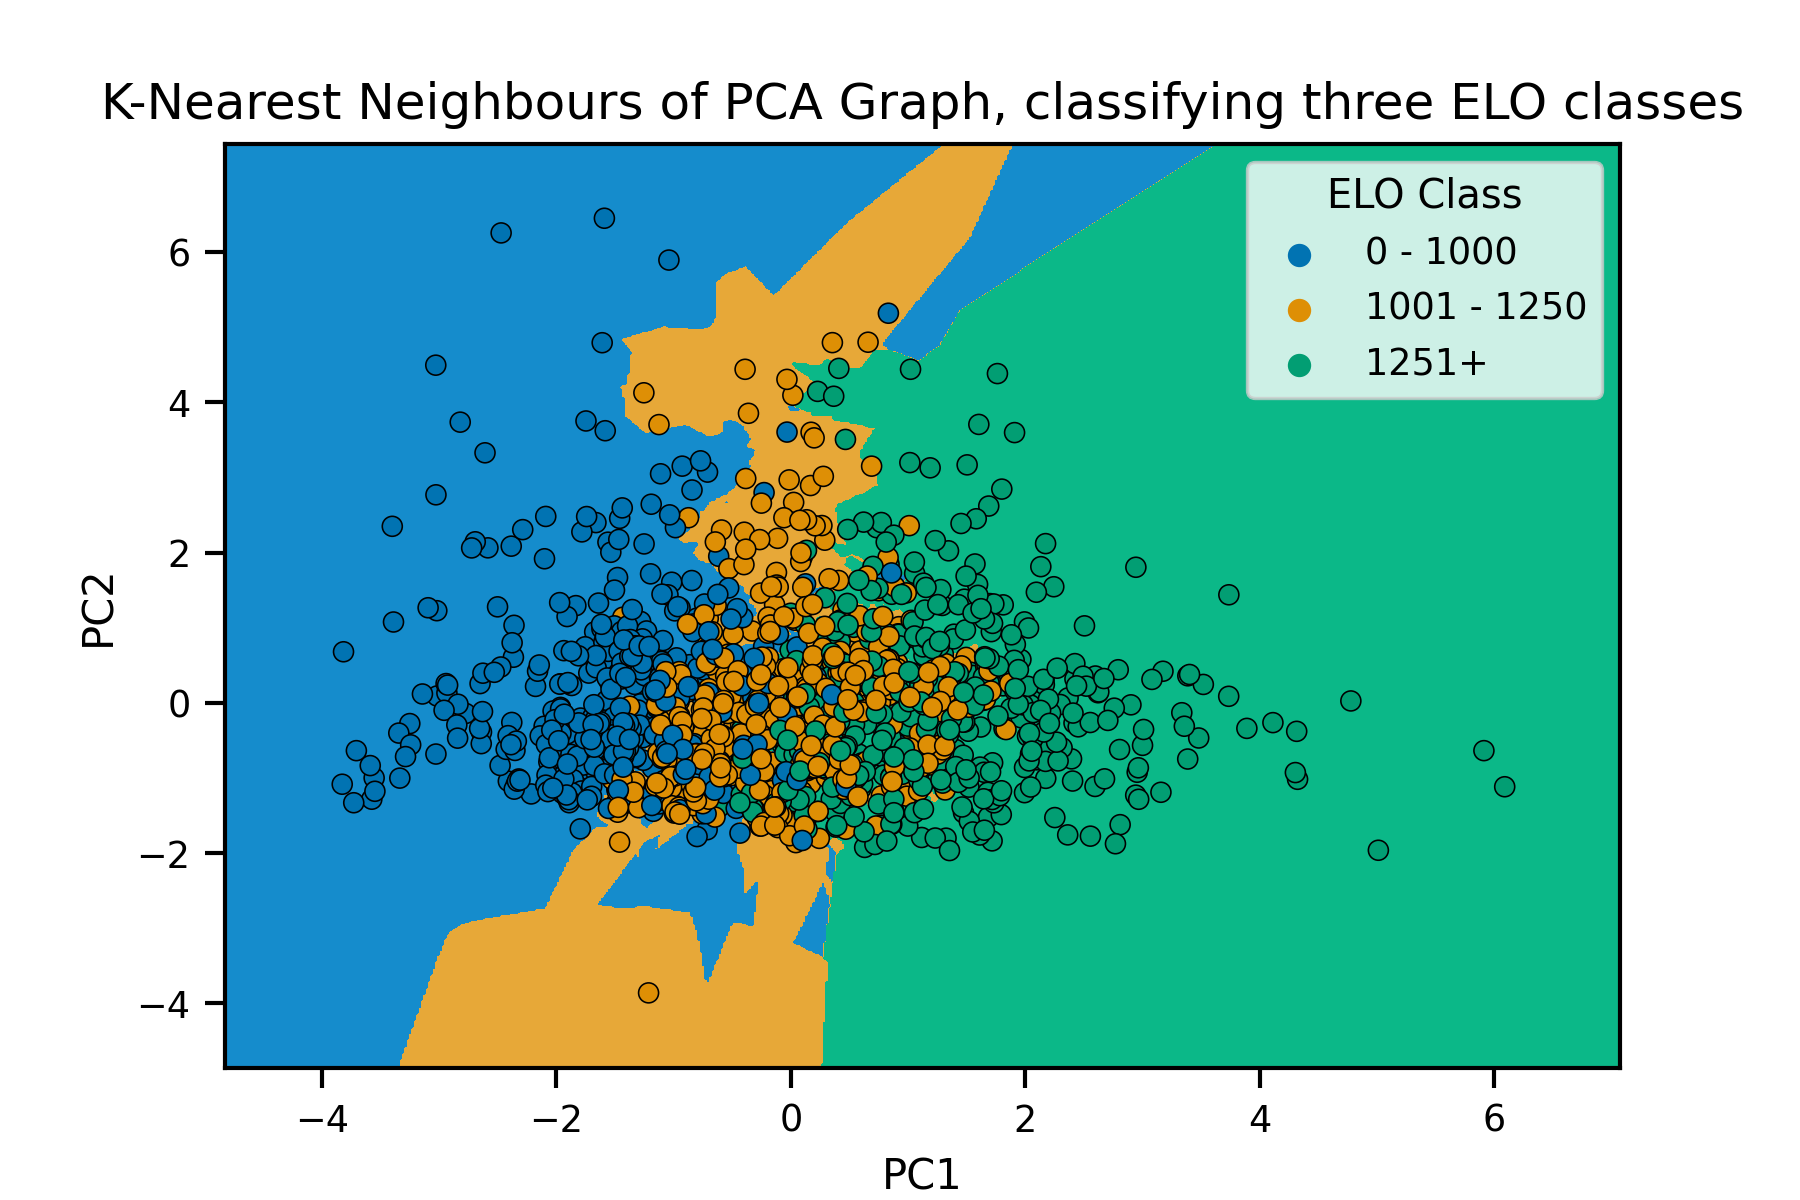 K-Nearest Neighbours of PCA Graph, classifying three ELO classes
ELO Class
0 - 1000
1001 - 1250
1251+
6
4
2
0
−2
−4
PC2
−4
−2
0
2
4
6
PC1